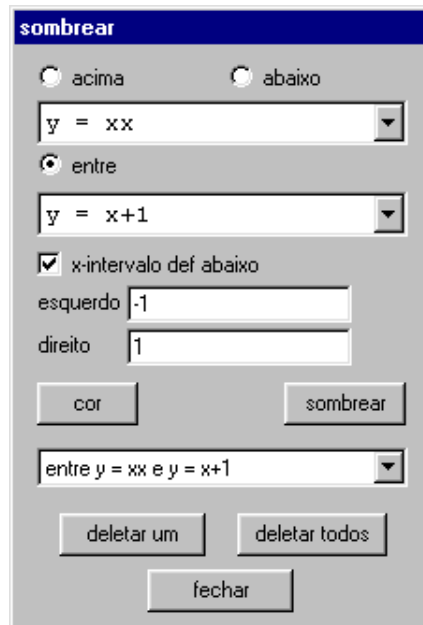 sombrear
acima abaixo
y = xx
entre
y = x+1
x-intervalo def abaixo
esquerdo -1
direito 1
cor sombrear
entre y = xx e y = x+1
deletar um deletar todos
fechar